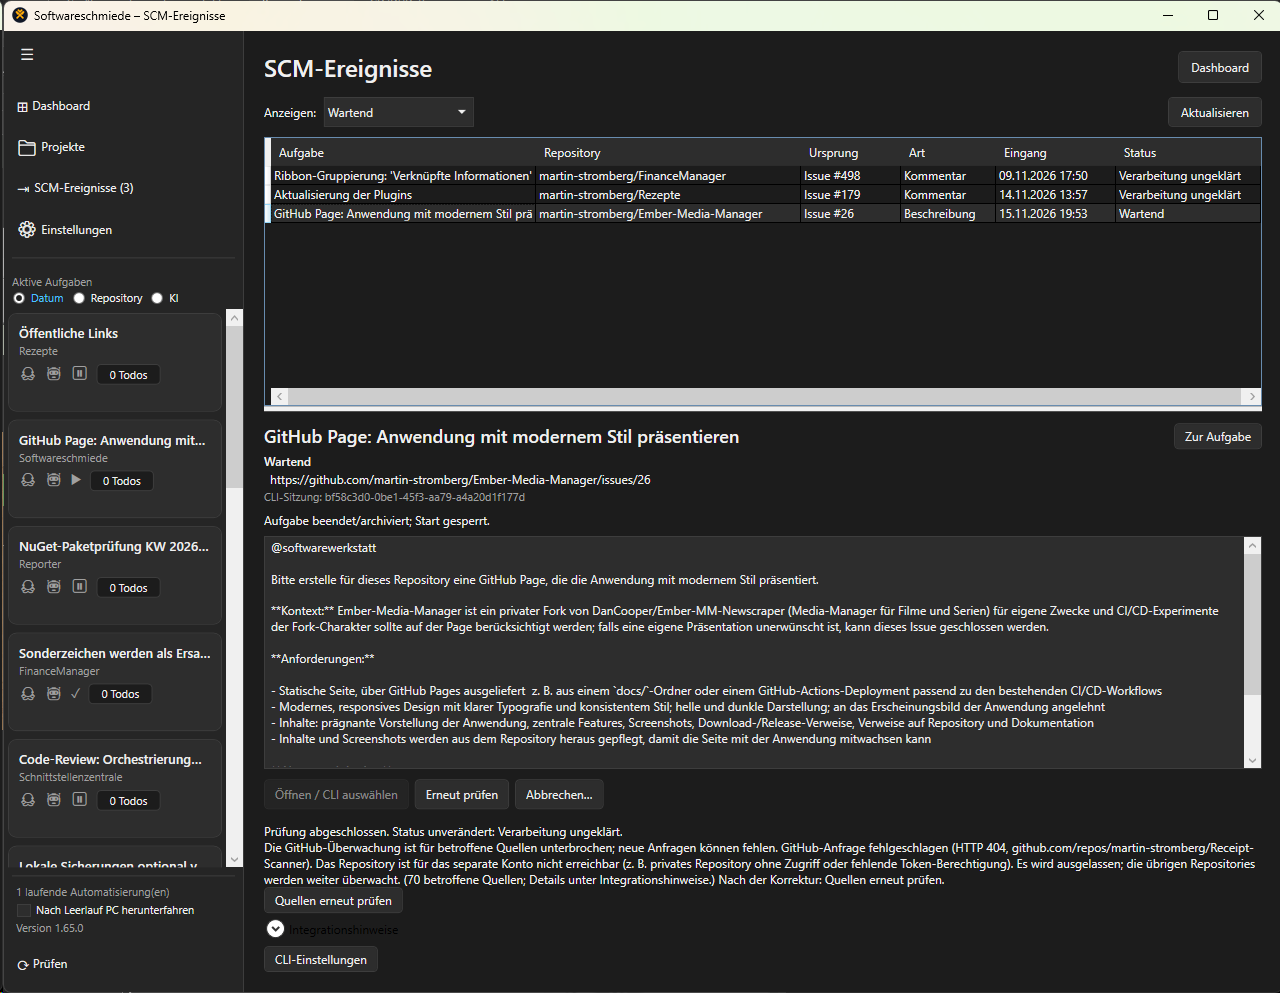 Softwareschmiede – SCM-Ereignisse
Dashboard
Projekte
SCM-Ereignisse (3)
Einstellungen
Aktive Aufgaben
Datum Repository KI
Öffentliche Links
Rezepte
0 Todos
GitHub Page: Anwendung mit...
Softwareschmiede
0 Todos
NuGet-Paketprüfung KW 2026...
Reporter
0 Todos
Sonderzeichen werden als Ersa...
FinanceManager
0 Todos
Code-Review: Orchestrierung...
Schnittstellenzentrale
0 Todos
Lokale Sicherungen optional v
1 laufende Automatisierung(en)
Nach Leerlauf PC herunterfahren
Version 1.65.0
Prüfen
SCM-Ereignisse
Dashboard
Anzeigen: Wartend
Aktualisieren
Aufgabe Repository Ursprung Art Eingang Status
Ribbon-Gruppierung: 'Verknüpfte Informationen' martin-stromberg/FinanceManager Issue #498 Kommentar 09.11.2026 17:50 Verarbeitung ungeklärt
Aktualisierung der Plugins martin-stromberg/Rezepte Issue #179 Kommentar 14.11.2026 13:57 Verarbeitung ungeklärt
GitHub Page: Anwendung mit modernem Stil prä martin-stromberg/Ember-Media-Manager Issue #26 Beschreibung 15.11.2026 19:53 Wartend
GitHub Page: Anwendung mit modernem Stil präsentieren
Zur Aufgabe
Wartend
https://github.com/martin-stromberg/Ember-Media-Manager/issues/26
CLI-Sitzung: bf58c3d0-0be1-45f3-aa79-a4a20d1f177d
Aufgabe beendet/archiviert; Start gesperrt.
@softwarewerkstatt
Bitte erstelle für dieses Repository eine GitHub Page, die die Anwendung mit modernem Stil präsentiert.
**Kontext:** Ember-Media-Manager ist ein privater Fork von DanCooper/Ember-MM-Newscraper (Media-Manager für Filme und Serien) für eigene Zwecke und CI/CD-Experimente
der Fork-Charakter sollte auf der Page berücksichtigt werden; falls eine eigene Präsentation unerwünscht ist, kann dieses Issue geschlossen werden.
**Anforderungen:**
- Statische Seite, über GitHub Pages ausgeliefert  z. B. aus einem `docs/`-Ordner oder einem GitHub-Actions-Deployment passend zu den bestehenden CI/CD-Workflows
- Modernes, responsives Design mit klarer Typografie und konsistentem Stil; helle und dunkle Darstellung; an das Erscheinungsbild der Anwendung angelehnt
- Inhalte: prägnante Vorstellung der Anwendung, zentrale Features, Screenshots, Download-/Release-Verweise, Verweise auf Repository und Dokumentation
- Inhalte und Screenshots werden aus dem Repository heraus gepflegt, damit die Seite mit der Anwendung mitwachsen kann
Öffnen / CLI auswählen
Erneut prüfen
Abbrechen...
Prüfung abgeschlossen. Status unverändert: Verarbeitung ungeklärt.
Die GitHub-Überwachung ist für betroffene Quellen unterbrochen; neue Anfragen können fehlen. GitHub-Anfrage fehlgeschlagen (HTTP 404, github.com/repos/martin-stromberg/Receipt-
Scanner). Das Repository ist für das separate Konto nicht erreichbar (z. B. privates Repository ohne Zugriff oder fehlende Token-Berechtigung). Es wird ausgelassen; die übrigen Repositories
werden weiter überwacht. (70 betroffene Quellen; Details unter Integrationshinweise.) Nach der Korrektur: Quellen erneut prüfen.
Quellen erneut prüfen
Integrationshinweise
CLI-Einstellungen